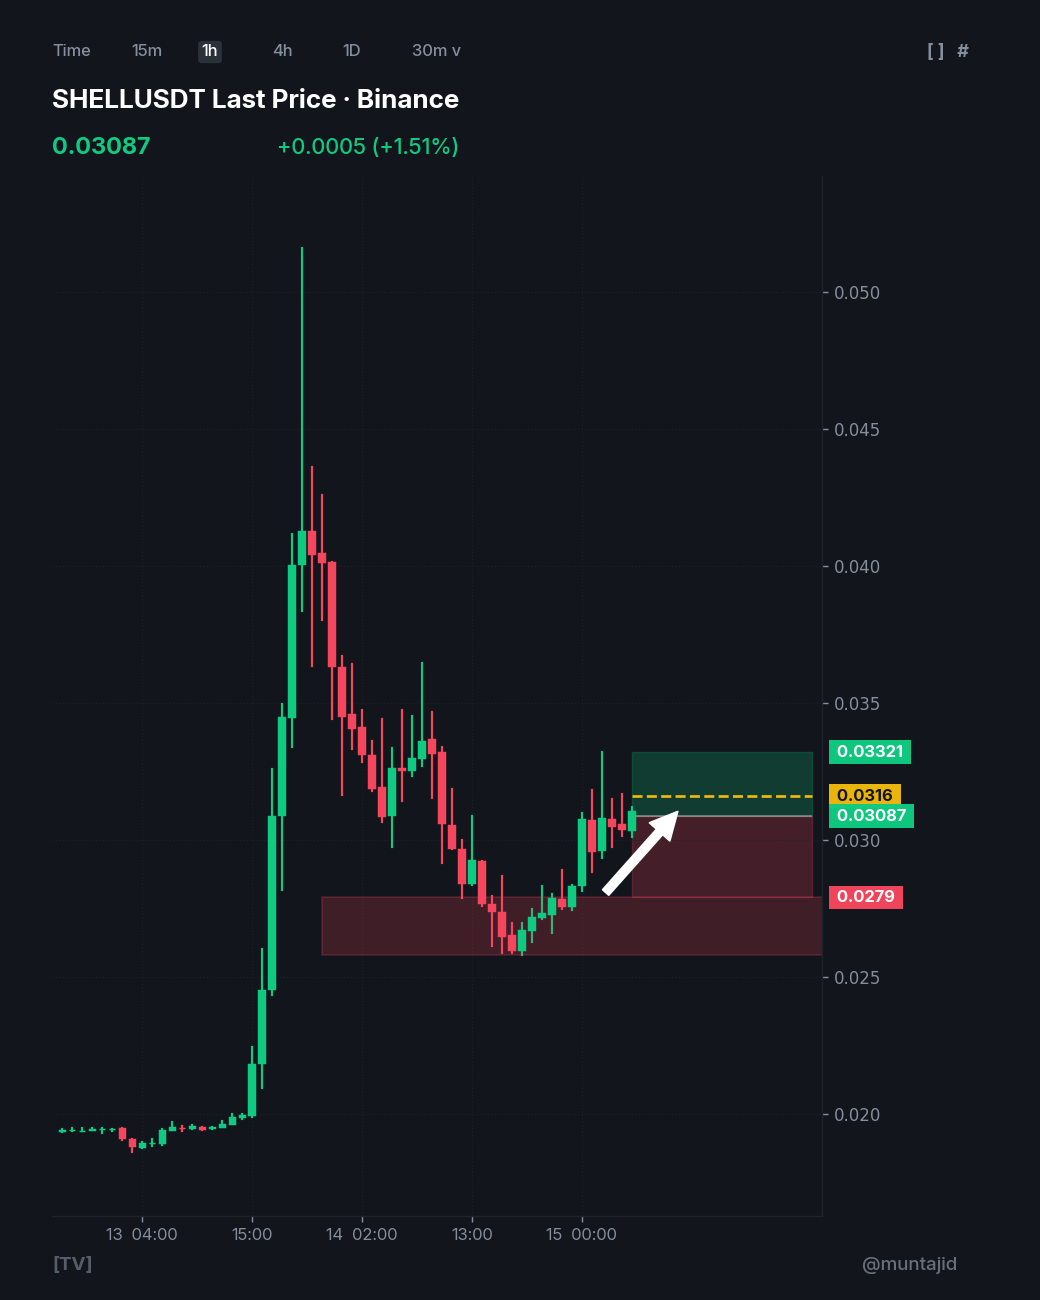 Time 15m 1h 4h 1D 30m v [ ] #
SHELLUSDT Last Price · Binance
0.03087 +0.0005 (+1.51%)
0.050
0.045
0.040
0.035
0.03321
0.0316
0.03087
0.030
0.0279
0.025
0.020
13 04:00 15:00 14 02:00 13:00 15 00:00
[TV] @muntajid